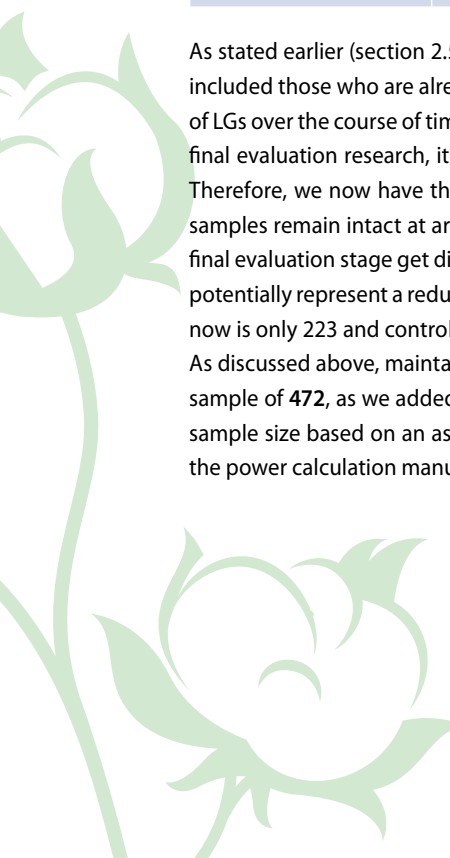 As stated earlier (section 2.5
included those who are alre
of LGs over the course of tim
final evaluation research, it
Therefore, we now have th
samples remain intact at ar
final evaluation stage get di
potentially represent a redu
now is only 223 and control
As discussed above, mainta
sample of 472, as we added
sample size based on an as
the power calculation manu